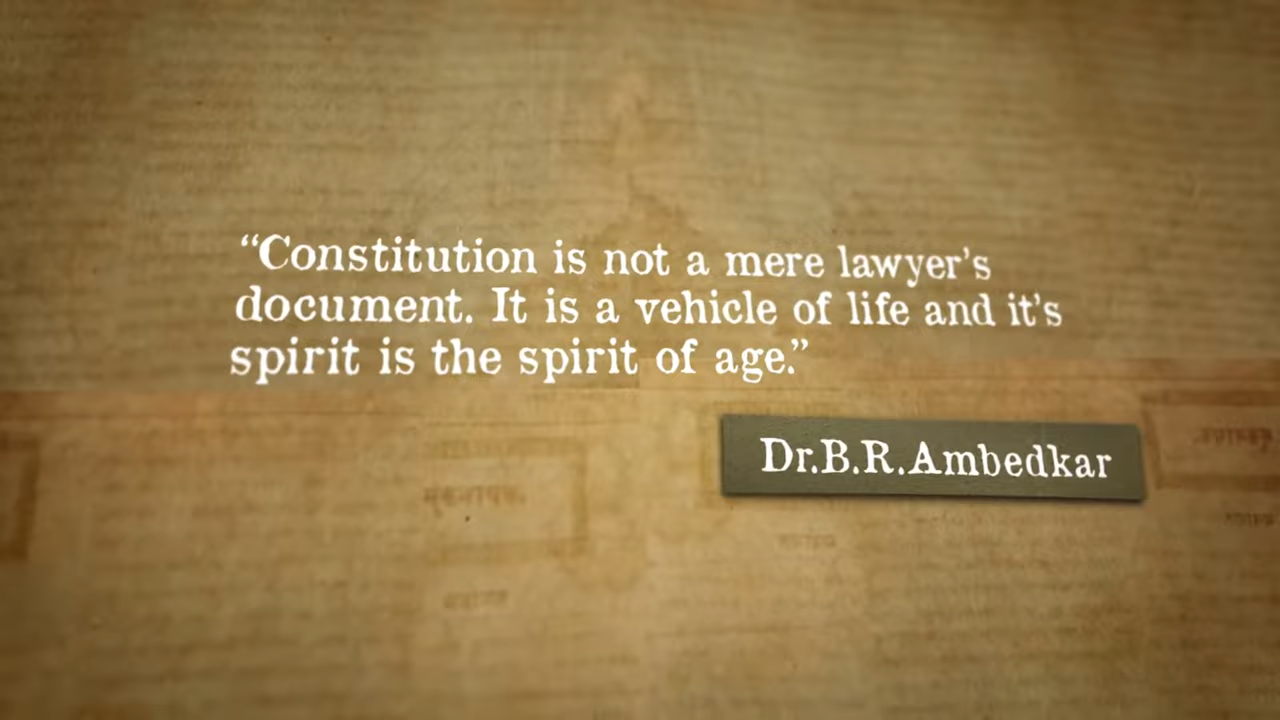 “Constitution is not a mere lawyer’s
document. It is a vehicle of life and it’s
spirit is the spirit of age.”
Dr.B.R.Ambedkar